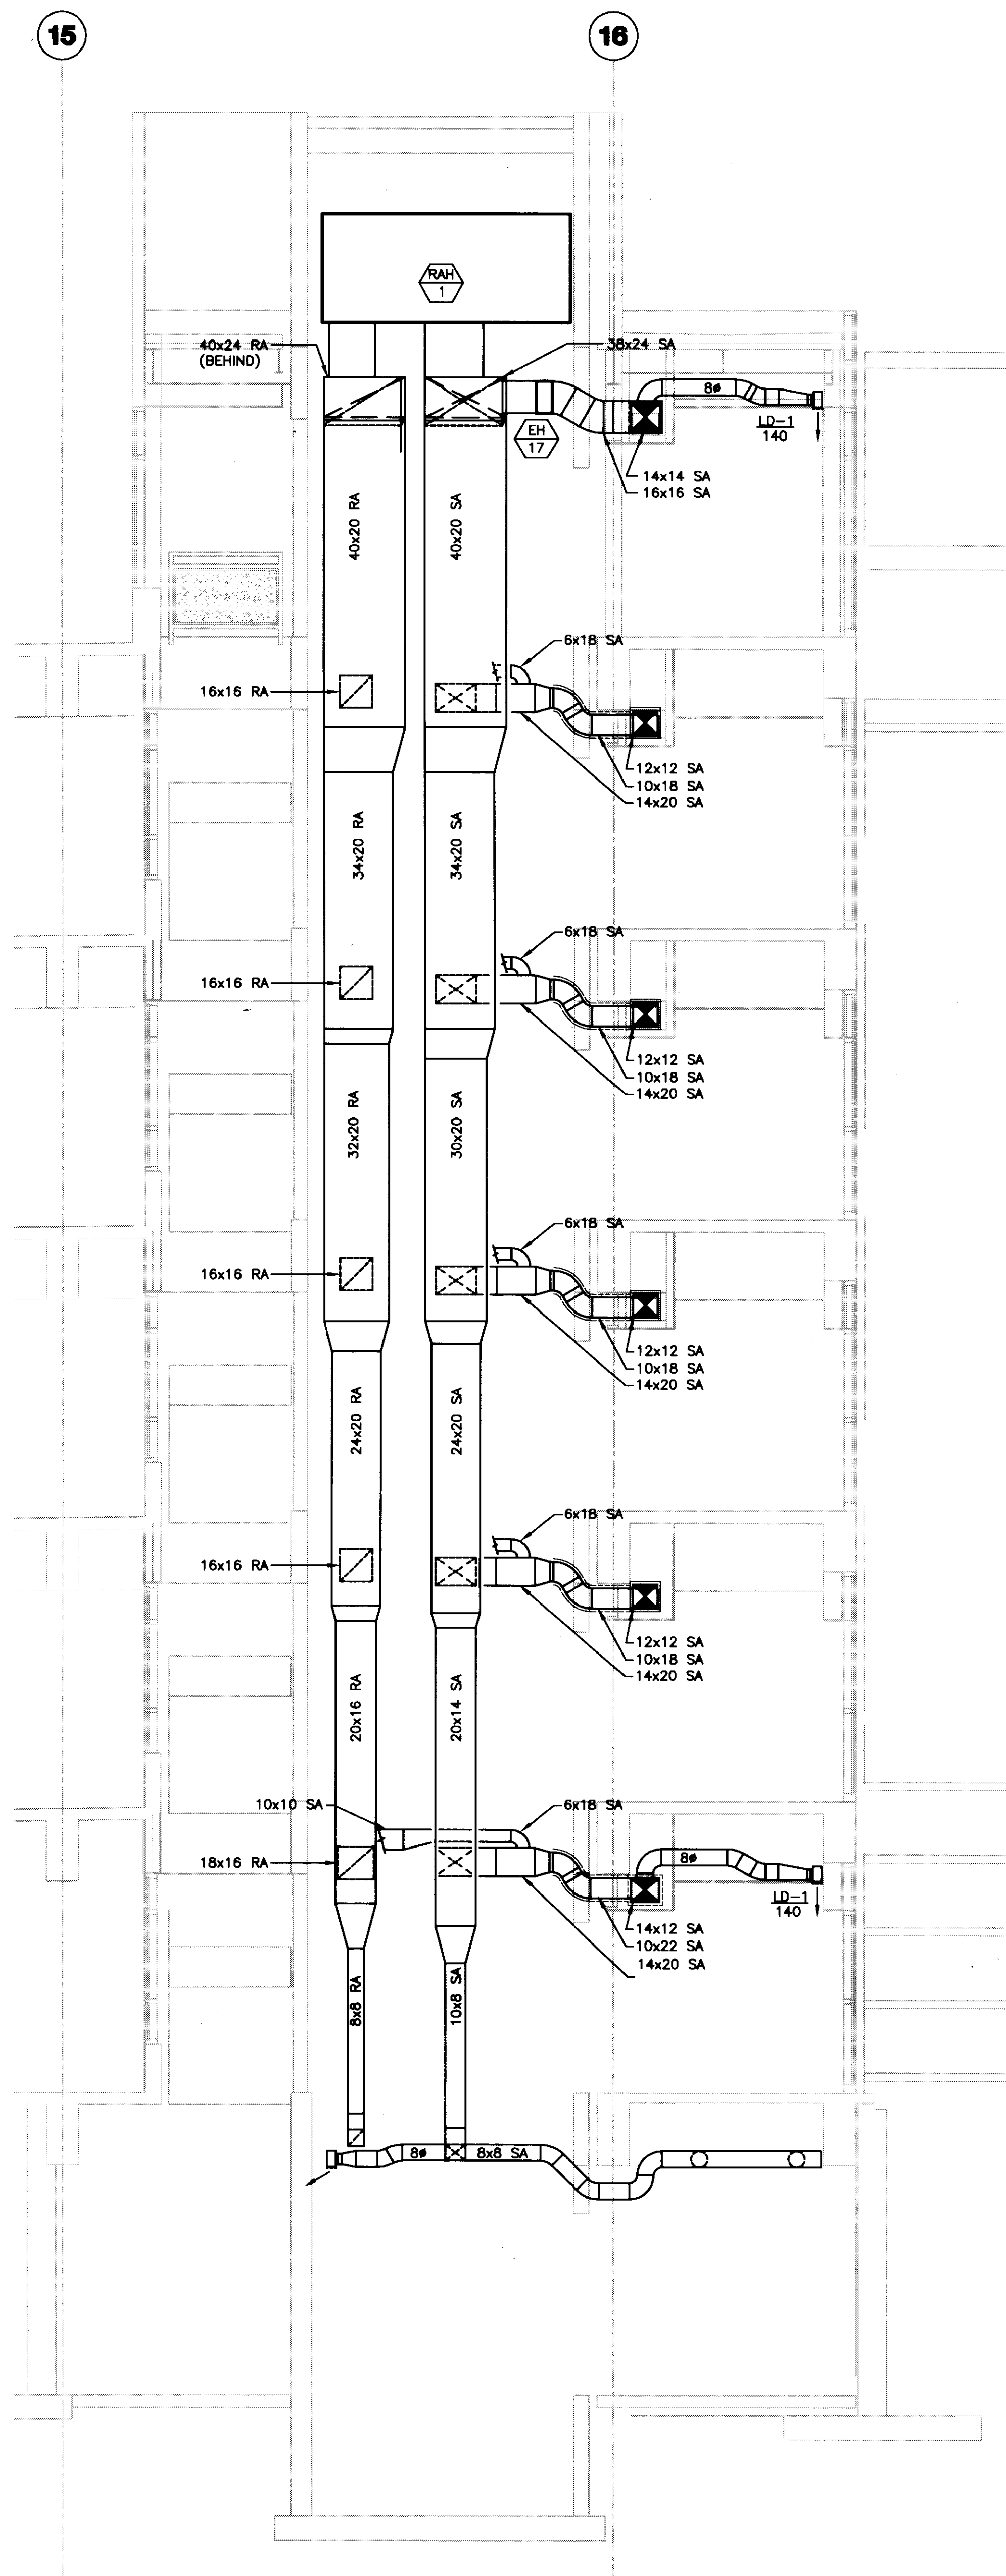 15
16
RAH
1
40x24 RA
(BEHIND)
38x24 SA
8ø
LD-1
140
EH
17
14x14 SA
16x16 SA
40x20 RA
40x20 SA
6x18 SA
16x16 RA
12x12 SA
10x18 SA
14x20 SA
34x20 RA
34x20 SA
6x18 SA
16x16 RA
12x12 SA
10x18 SA
14x20 SA
32x20 RA
30x20 SA
6x18 SA
16x16 RA
12x12 SA
10x18 SA
14x20 SA
24x20 RA
24x20 SA
6x18 SA
16x16 RA
12x12 SA
10x18 SA
14x20 SA
20x16 RA
20x14 SA
10x10 SA
6x18 SA
18x16 RA
8ø
LD-1
140
14x12 SA
10x22 SA
14x20 SA
8x8 RA
10x8 SA
8ø
8x8 SA